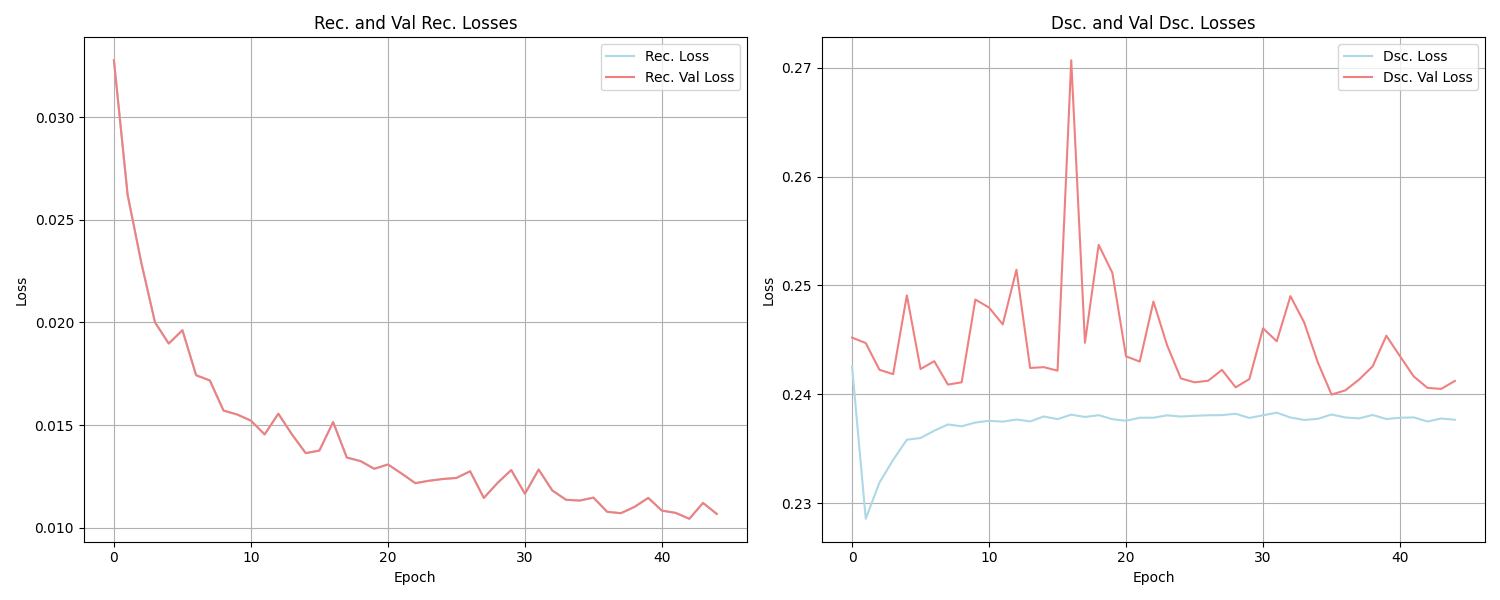 Rec. and Val Rec. Losses
Rec. Loss
Rec. Val Loss
Loss
0.030
0.025
0.020
0.015
0.010
0 10 20 30 40
Epoch
Dsc. and Val Dsc. Losses
Dsc. Loss
Dsc. Val Loss
Loss
0.27
0.26
0.25
0.24
0.23
0 10 20 30 40
Epoch